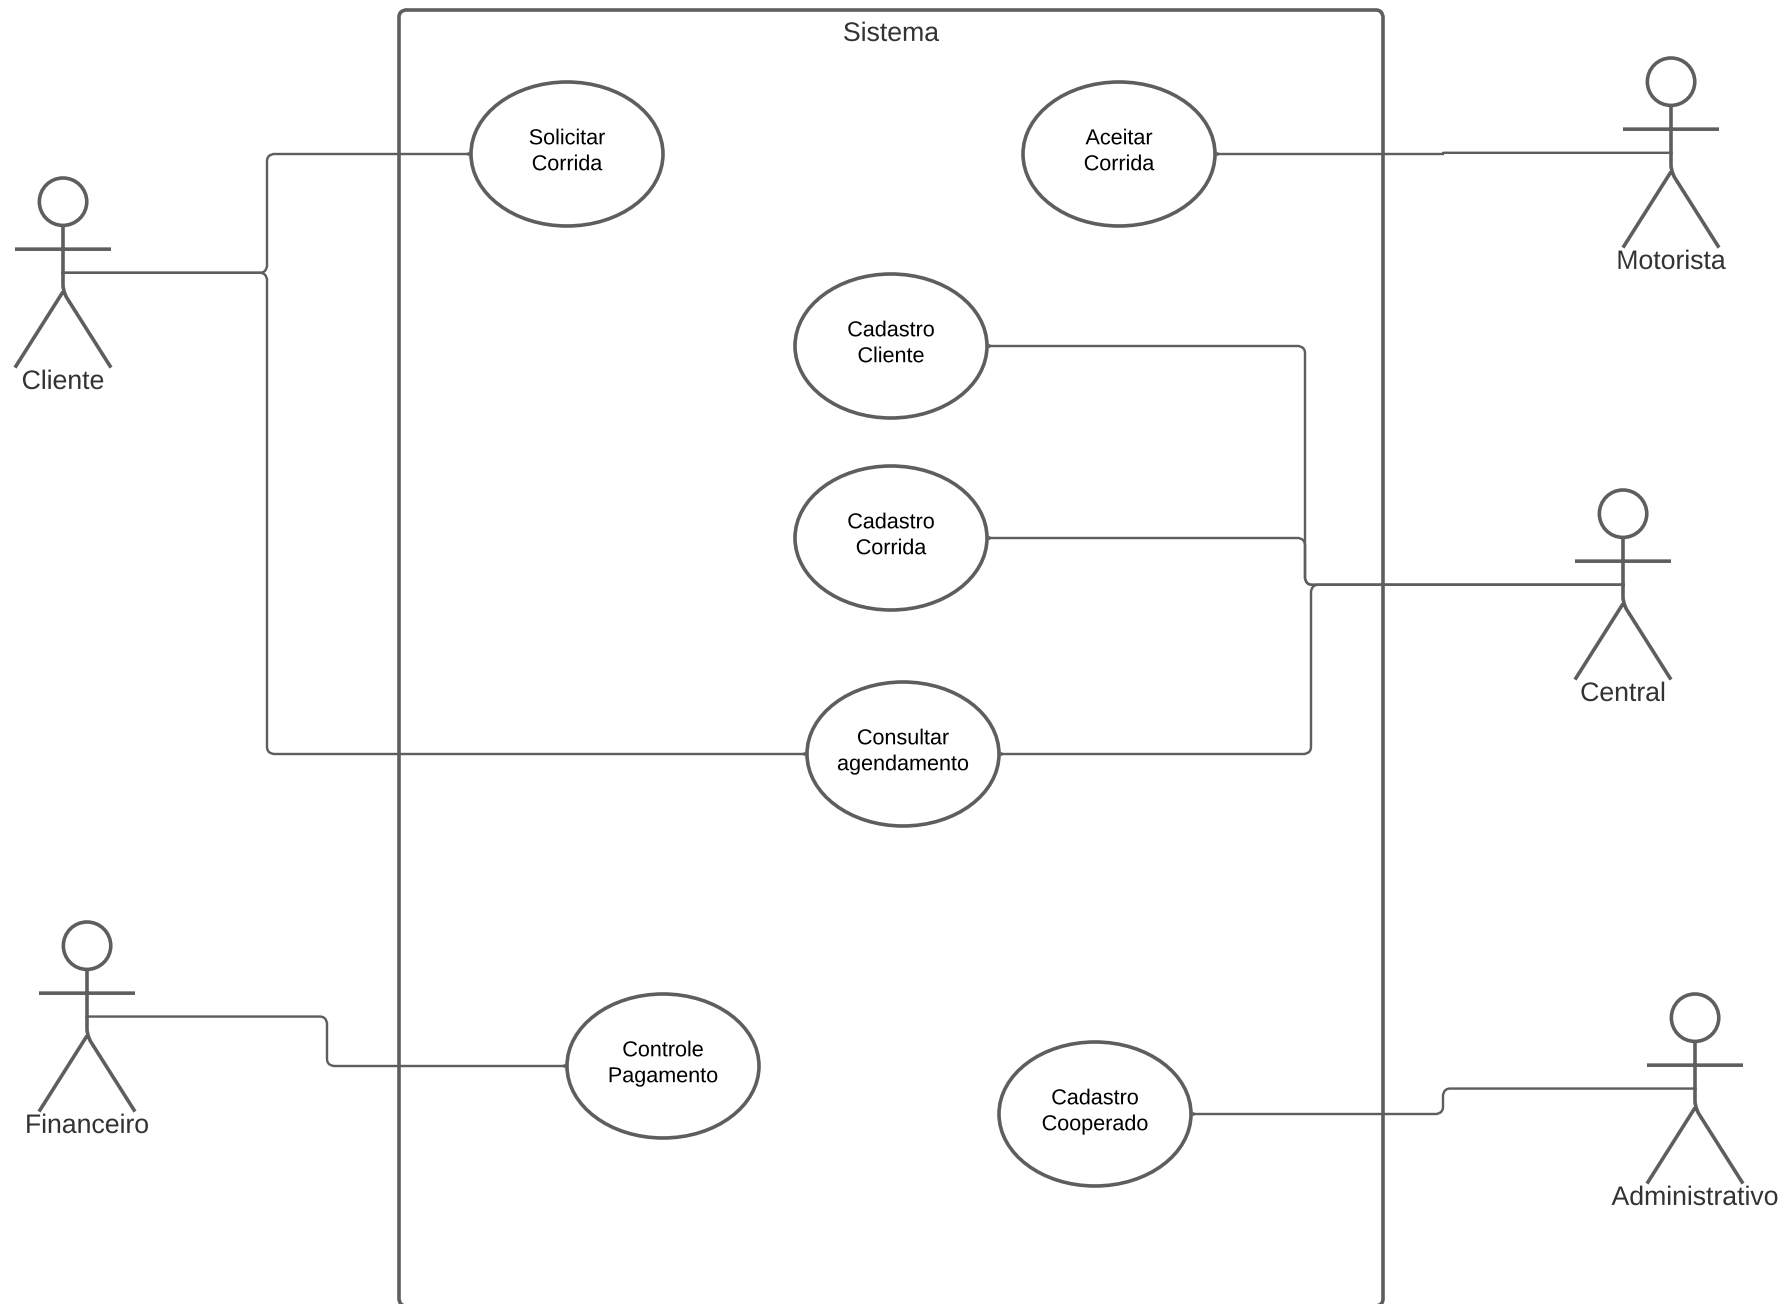 Sistema
Solicitar
Corrida
Aceitar
Corrida
Motorista
Cliente
Cadastro
Cliente
Cadastro
Corrida
Central
Consultar
agendamento
Financeiro
Controle
Pagamento
Cadastro
Cooperado
Administrativo